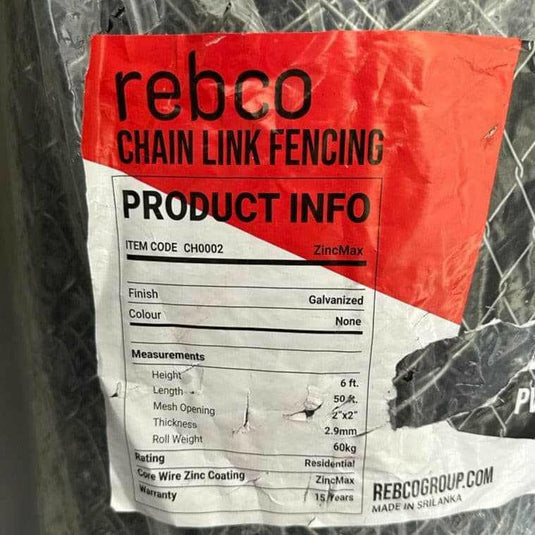 rebco
CHAIN LINK FENCING
PRODUCT INFO
ITEM CODE CH0002 ZincMax
Finish Galvanized
Colour None
Measurements
Height 6 ft.
Length 50 ft.
Mesh Opening 2"x2"
Thickness 2.9mm
Roll Weight 60kg
Rating Residential
Core Wire Zinc Coating ZincMax
Warranty 15 Years
REBCOGROUP.COM
MADE IN SRILANKA